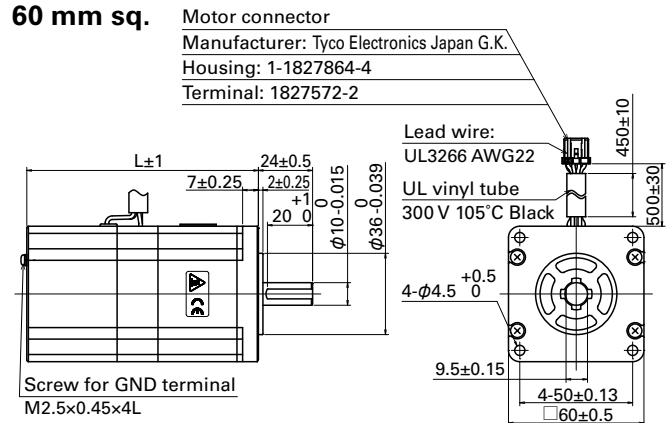 60 mm sq.
Motor connector
Manufacturer: Tyco Electronics Japan G.K.
Housing: 1-1827864-4
Terminal: 1827572-2
Lead wire:
UL3266 AWG22
UL vinyl tube
300 V 105°C Black
450±10
500±30
L±1
24±0.5
7±0.25
2±0.25
20 +1 0
ϕ10 0 -0.015
ϕ36 0 -0.039
CE
4-ϕ4.5 +0.5 0
9.5±0.15
4-50±0.13
□60±0.5
Screw for GND terminal
M2.5×0.45×4L